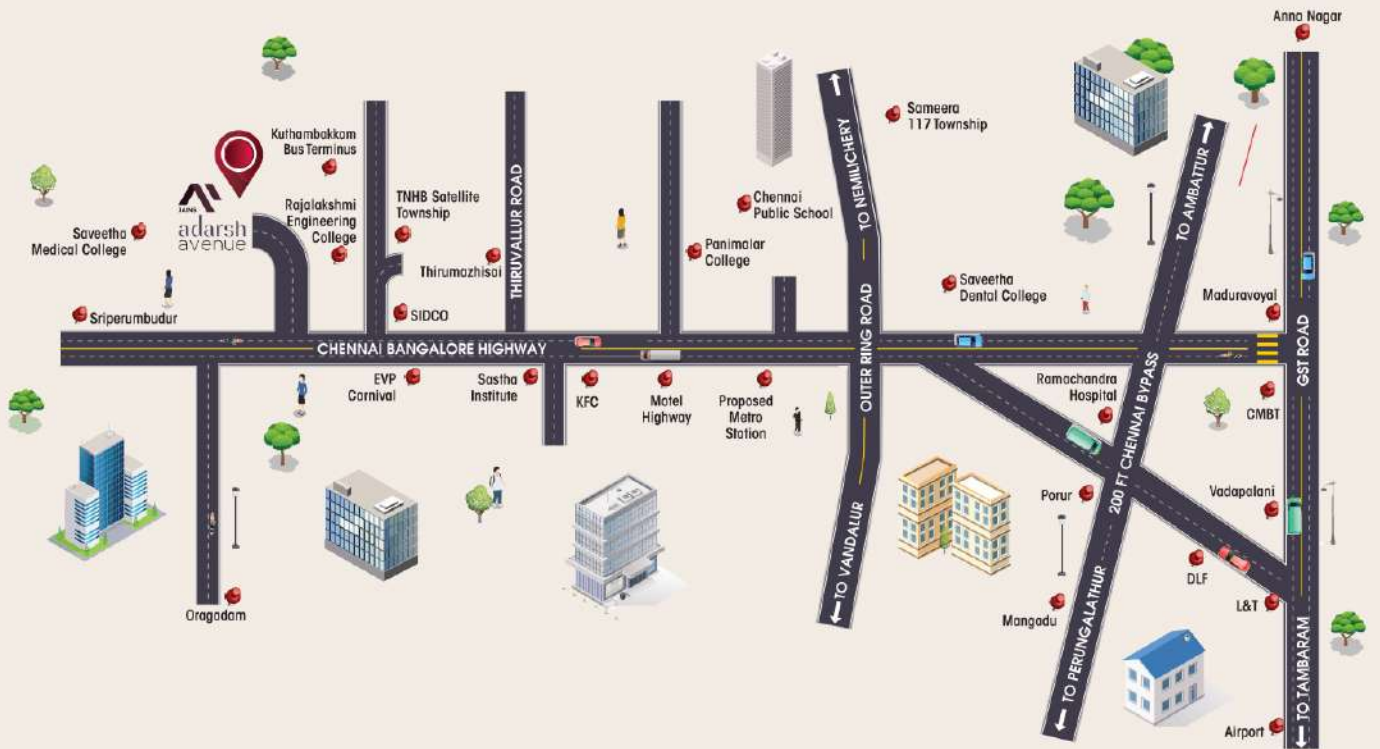 Anna Nagar
Kuthambakkam
Bus Terminus
JAINS
adarsh
avenue
Saveetha
Medical College
Rajalakshmi
Engineering
College
TNHB Satellite
Township
Thirumazhisai
THIRUVALLUR ROAD
Chennai
Public School
Panimalar
College
TO NEMILICHERY
Sameera
117 Township
TO AMBATTUR
Saveetha
Dental College
Maduravoyal
Sriperumbudur
SIDCO
CHENNAI BANGALORE HIGHWAY
OUTER RING ROAD
GST ROAD
EVP
Carnival
Sastha
Institute
KFC
Motel
Highway
Proposed
Metro
Station
Ramachandra
Hospital
200 FT CHENNAI BYPASS
CMBT
Porur
Vadapalani
TO VANDALUR
DLF
L&T
Oragadam
Mangadu
TO PERUNGALATHUR
TO TAMBARAM
Airport